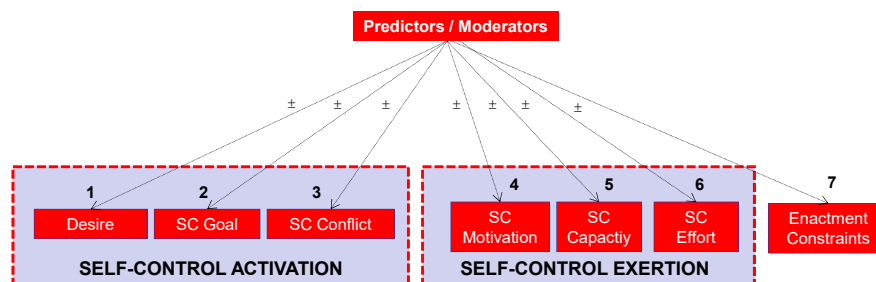 Predictors / Moderators
± ± ± ± ± ± ±
1 2 3 4 5 6 7
Desire SC Goal SC Conflict SC Motivation SC Capactiy SC Effort Enactment Constraints
SELF-CONTROL ACTIVATION SELF-CONTROL EXERTION